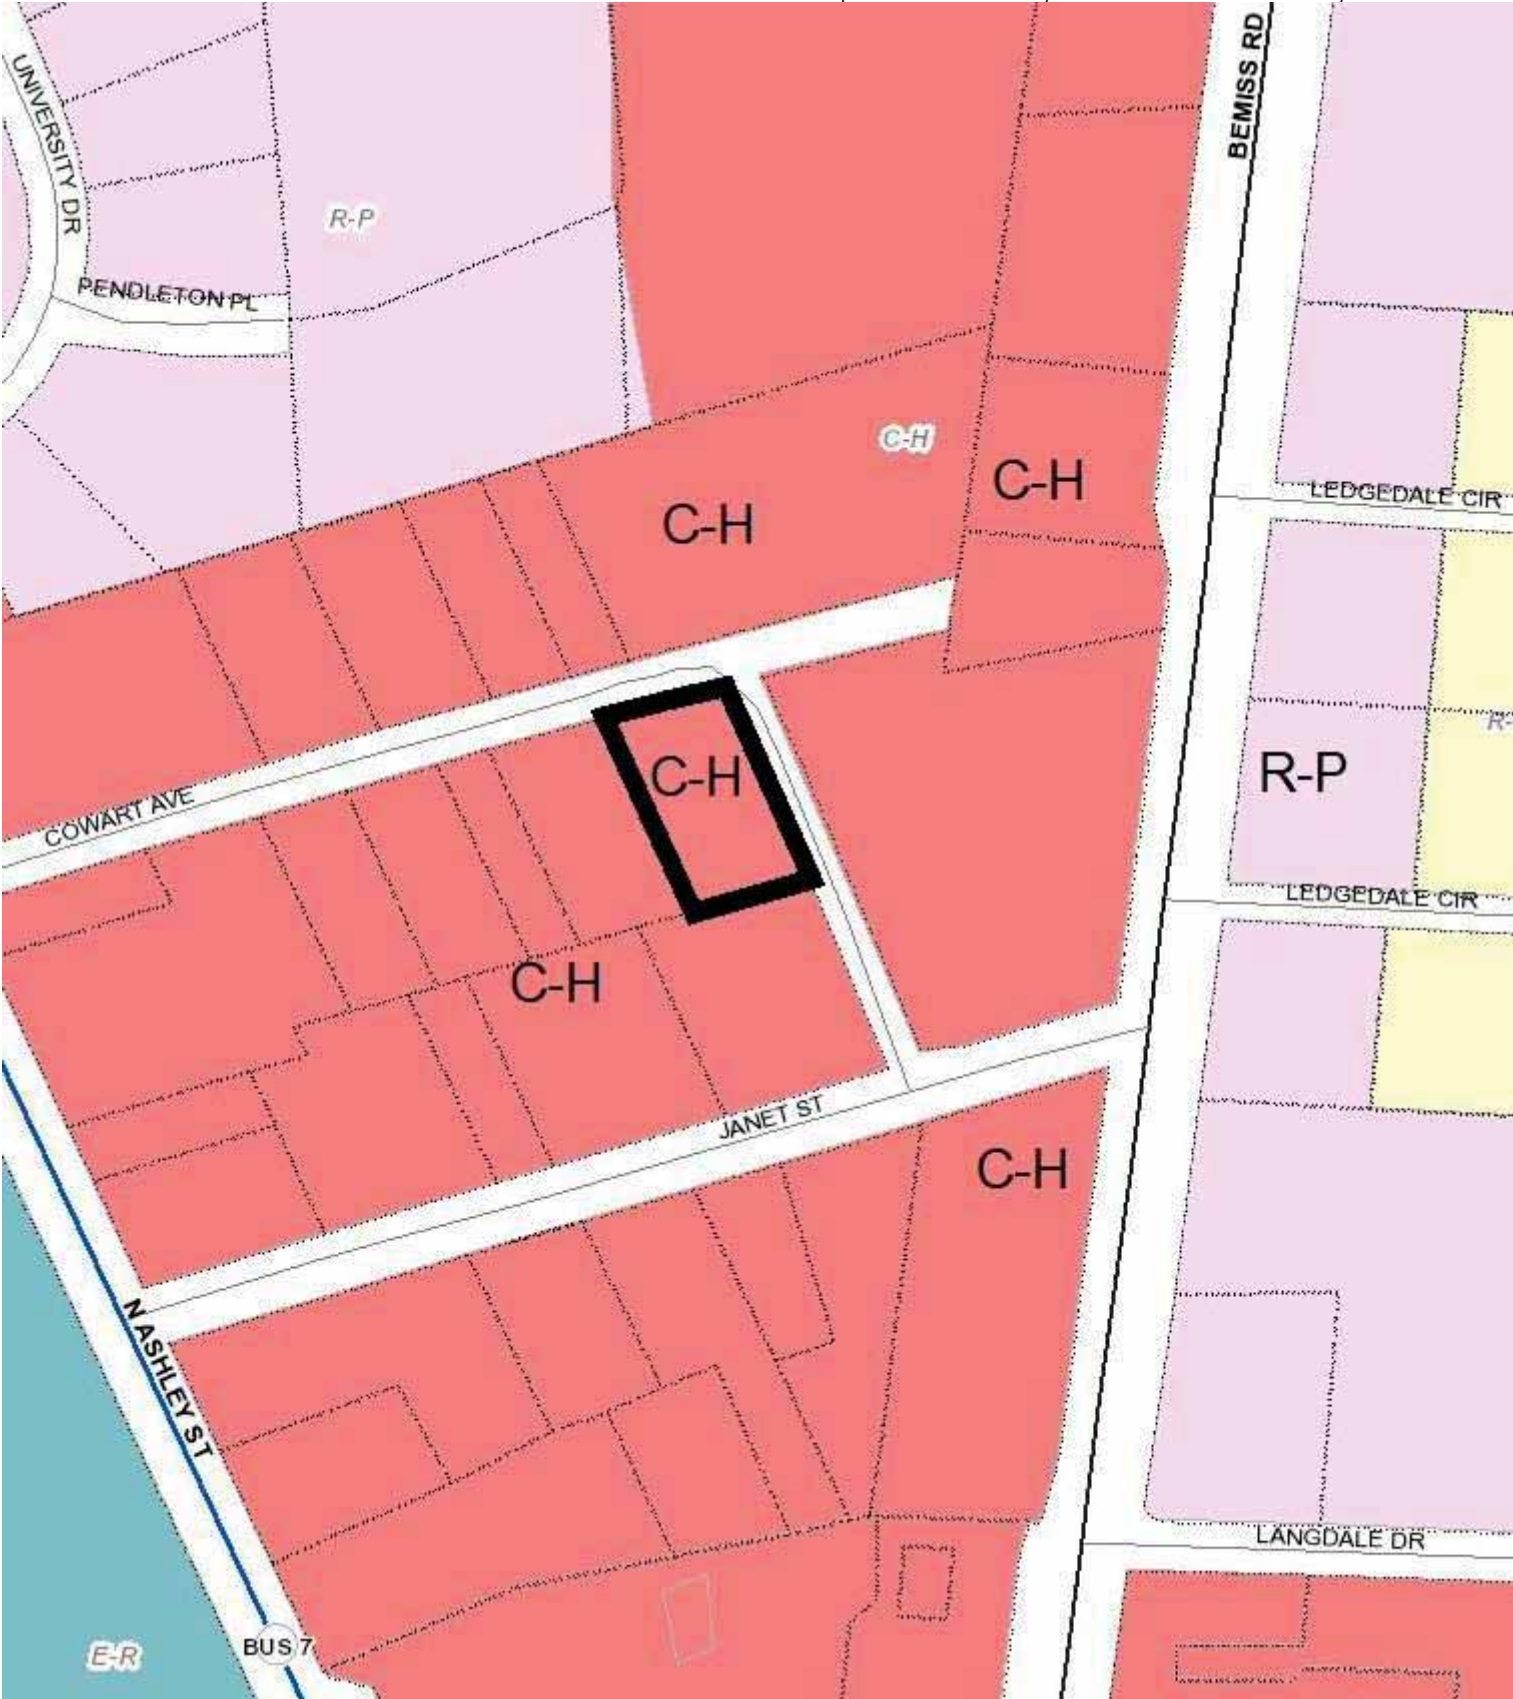 BEMISS RD
UNIVERSITY DR
R-P
PENDLETON PL
C-H
C-H
C-H
LEDGEDALE CIR
R-
C-H
R-P
COWART AVE
LEDGEDALE CIR
C-H
JANET ST
C-H
N ASHLEY ST
LANGDALE DR
BUS 7
E-R